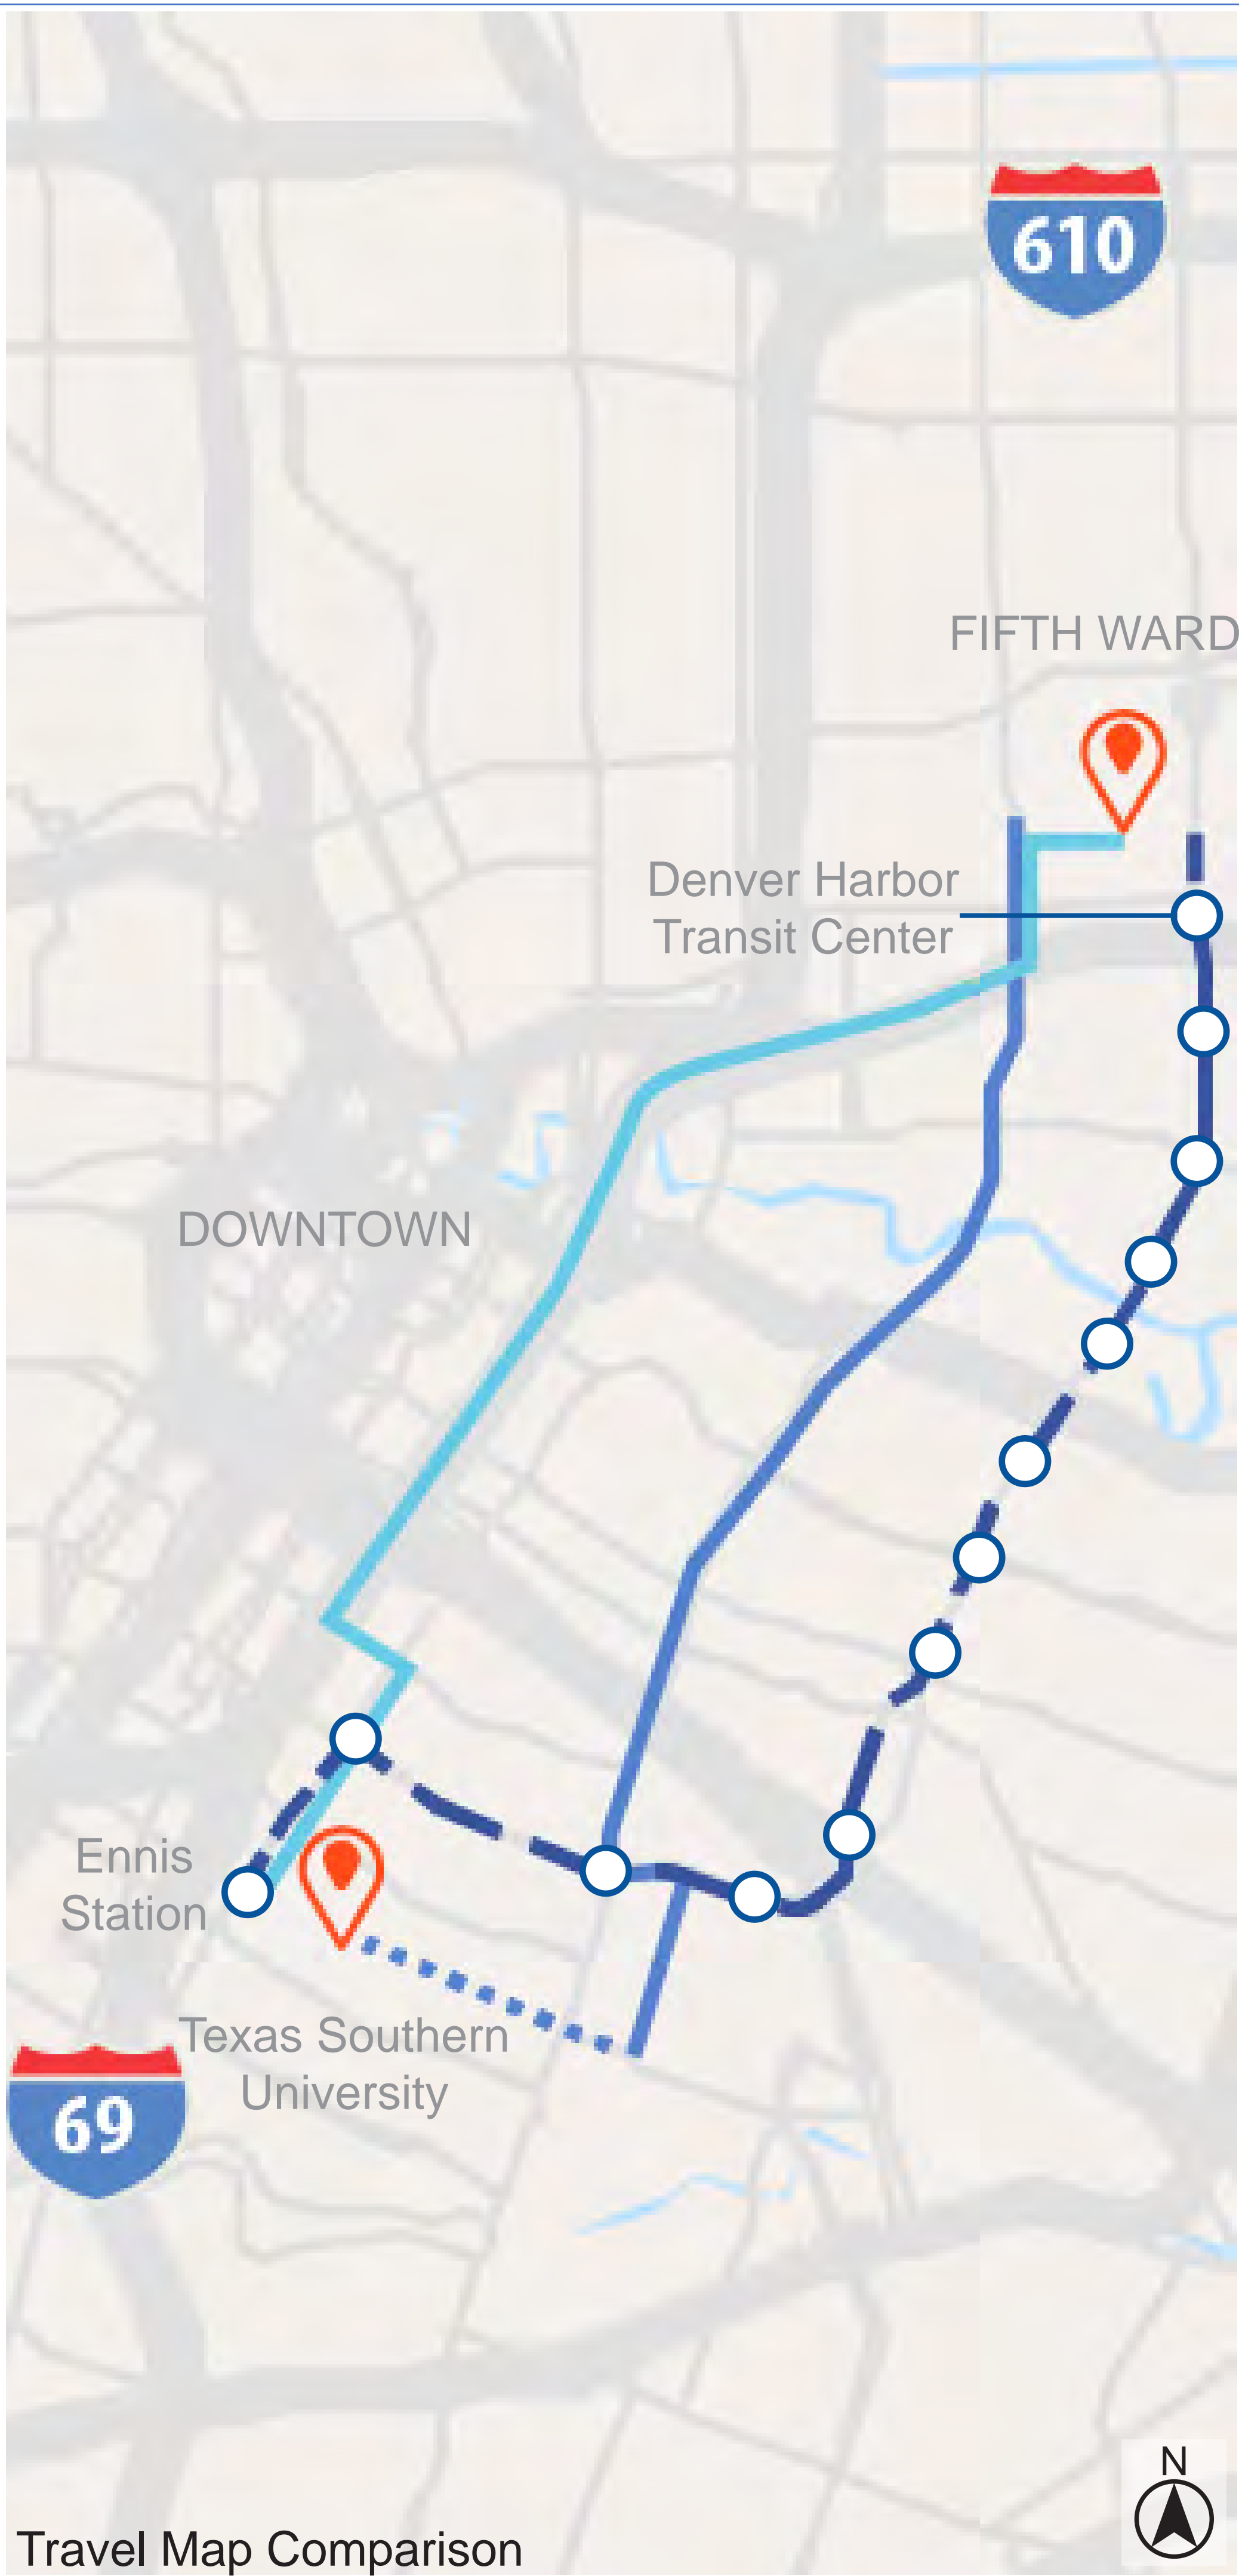 610
FIFTH WARD
Denver Harbor
Transit Center
DOWNTOWN
Ennis
Station
Texas Southern
University
69
N
Travel Map Comparison